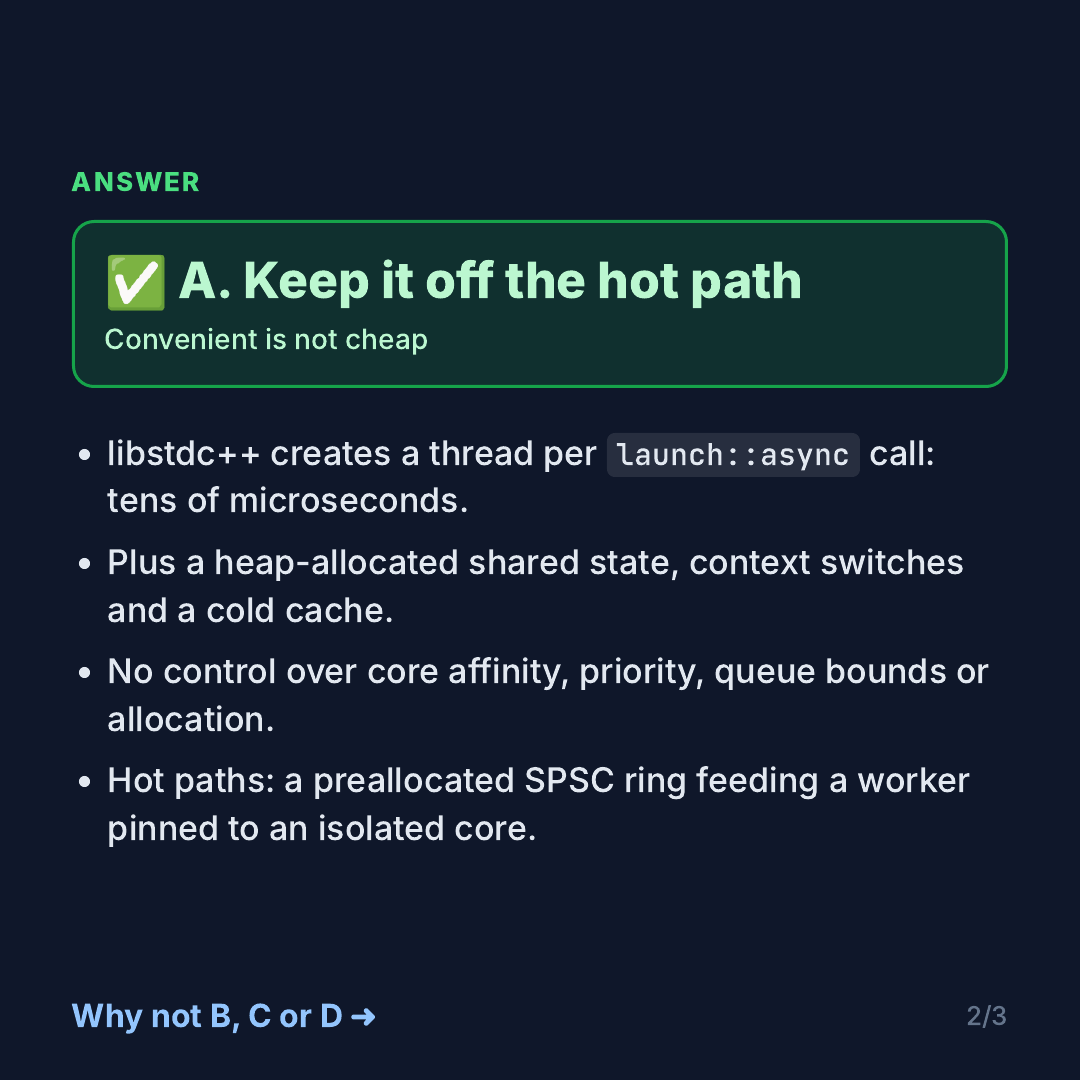 ANSWER
✅ A. Keep it off the hot path
Convenient is not cheap
• libstdc++ creates a thread per launch::async call:
tens of microseconds.
• Plus a heap-allocated shared state, context switches
and a cold cache.
• No control over core affinity, priority, queue bounds or
allocation.
• Hot paths: a preallocated SPSC ring feeding a worker
pinned to an isolated core.
Why not B, C or D ➜
2/3